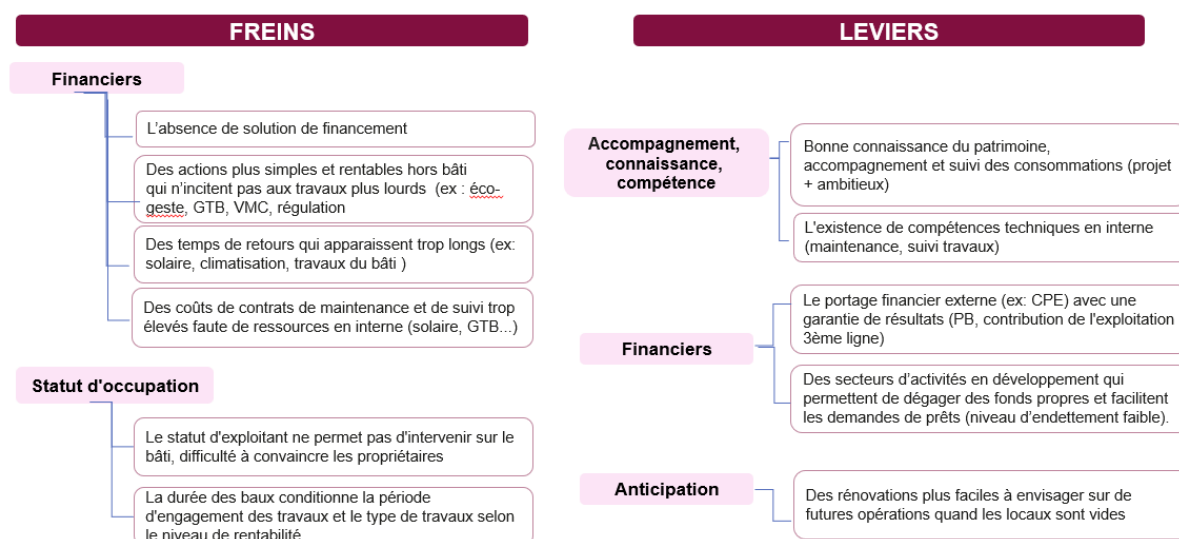 FREINS
Financiers
L'absence de solution de financement
Des actions plus simples et rentables hors bâti
qui n'incitent pas aux travaux plus lourds (ex : éco-
geste, GTB, VMC, régulation
Des temps de retours qui apparaissent trop longs (ex:
solaire, climatisation, travaux du bâti )
Des coûts de contrats de maintenance et de suivi trop
élevés faute de ressources en interne (solaire, GTB...)
Statut d'occupation
Le statut d'exploitant ne permet pas d'intervenir sur le
bâti, difficulté à convaincre les propriétaires
La durée des baux conditionne la période
d'engagement des travaux et le type de travaux selon
le niveau de rentabilité
LEVIERS
Accompagnement,
connaissance,
compétence
Bonne connaissance du patrimoine,
accompagnement et suivi des consommations (projet
+ ambitieux)
L'existence de compétences techniques en interne
(maintenance, suivi travaux)
Financiers
Le portage financier externe (ex: CPE) avec une
garantie de résultats (PB, contribution de l'exploitation
3ème ligne)
Des secteurs d'activités en développement qui
permettent de dégager des fonds propres et facilitent
les demandes de prêts (niveau d'endettement faible).
Anticipation
Des rénovations plus faciles à envisager sur de
futures opérations quand les locaux sont vides